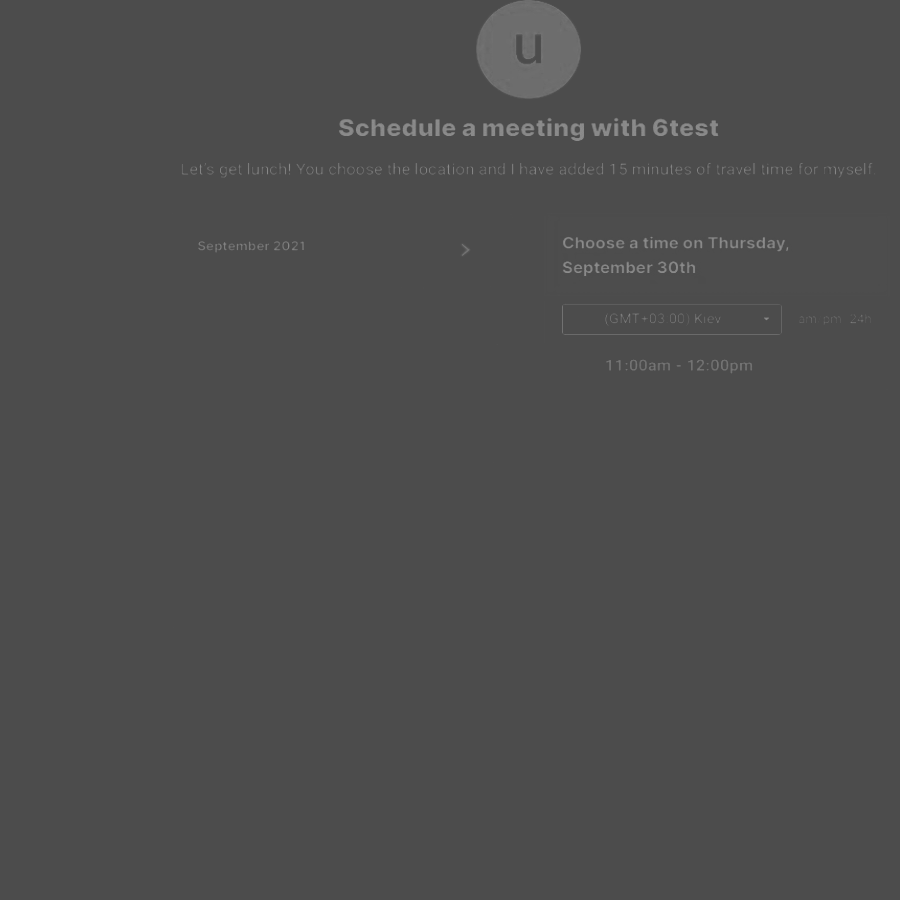 u
Schedule a meeting with 6test
Let's get lunch! You choose the location and I have added 15 minutes of travel time for myself
September 2021
Choose a time on Thursday,
September 30th
(GMT+03:00) Kiev
am pm 24h
11:00am - 12:00pm